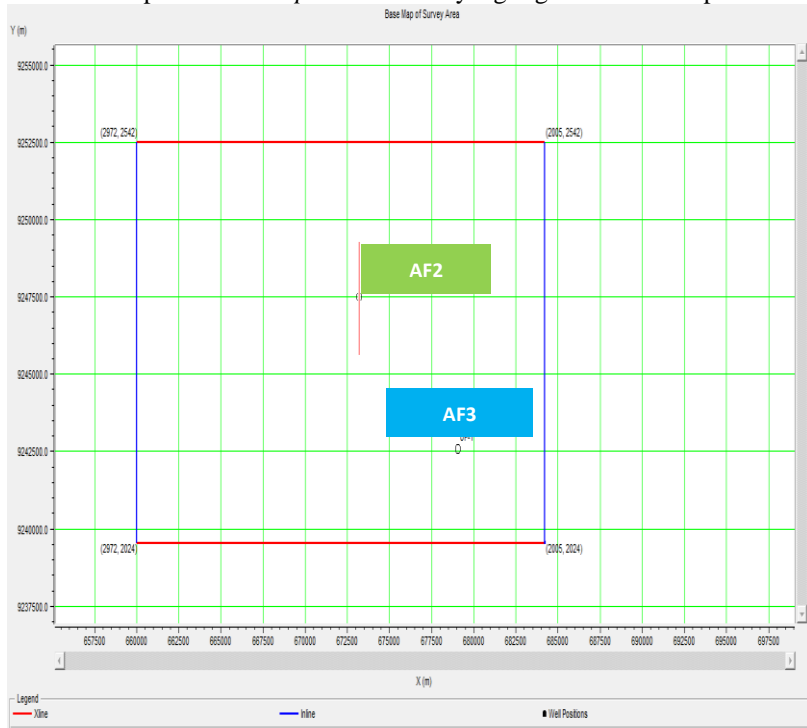 Base Map of Survey Area
Y (m)
9255000.0
(2972, 2542)
(2005, 2542)
9252500.0
9250000.0
AF2
9247500.0
9245000.0
AF3
9242500.0
9240000.0
(2972, 2024)
(2005, 2024)
9237500.0
657500 660000 662500 665000 667500 670000 672500 675000 677500 680000 682500 685000 687500 690000 692500 695000 697500
X (m)
Legend
Xline
Inline
Well Positions